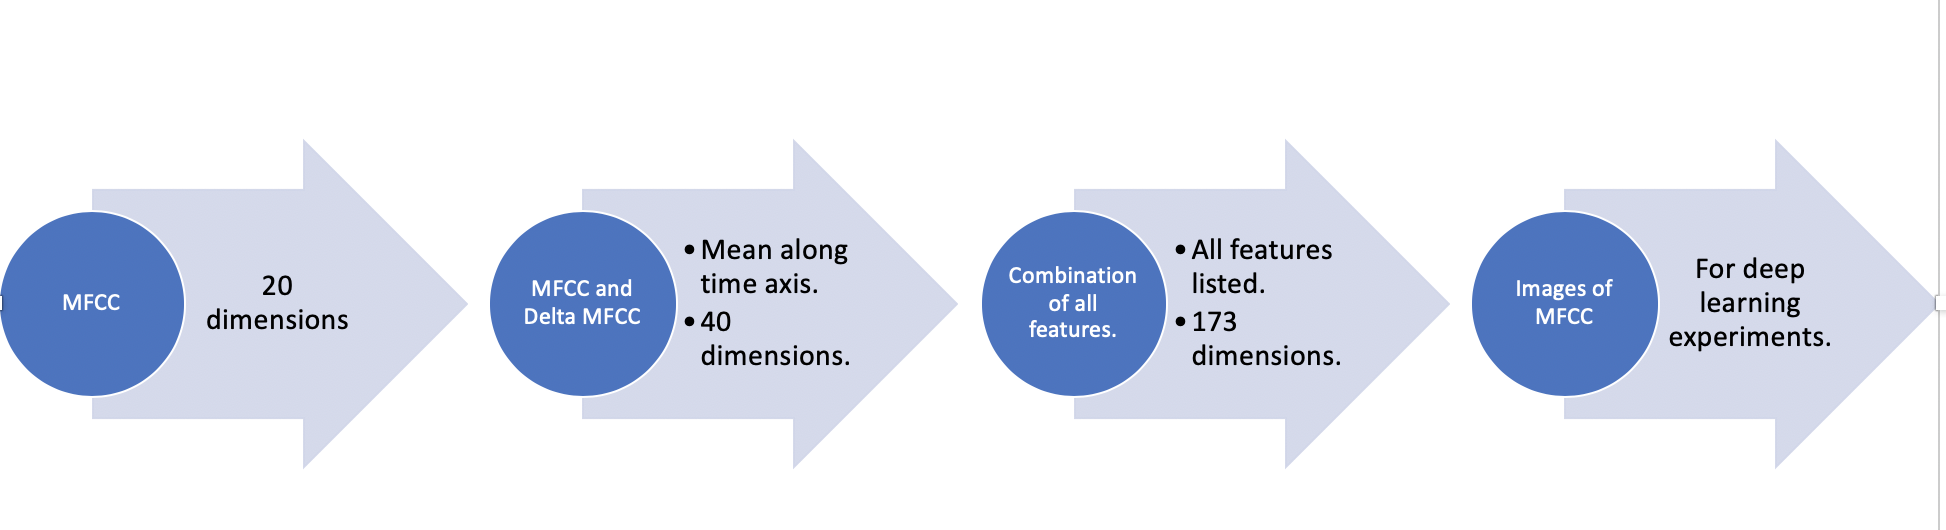 MFCC
20
dimensions
MFCC and
Delta MFCC
• Mean along
time axis.
• 40
dimensions.
Combination
of all
features.
• All features
listed.
• 173
dimensions.
Images of
MFCC
For deep
learning
experiments.